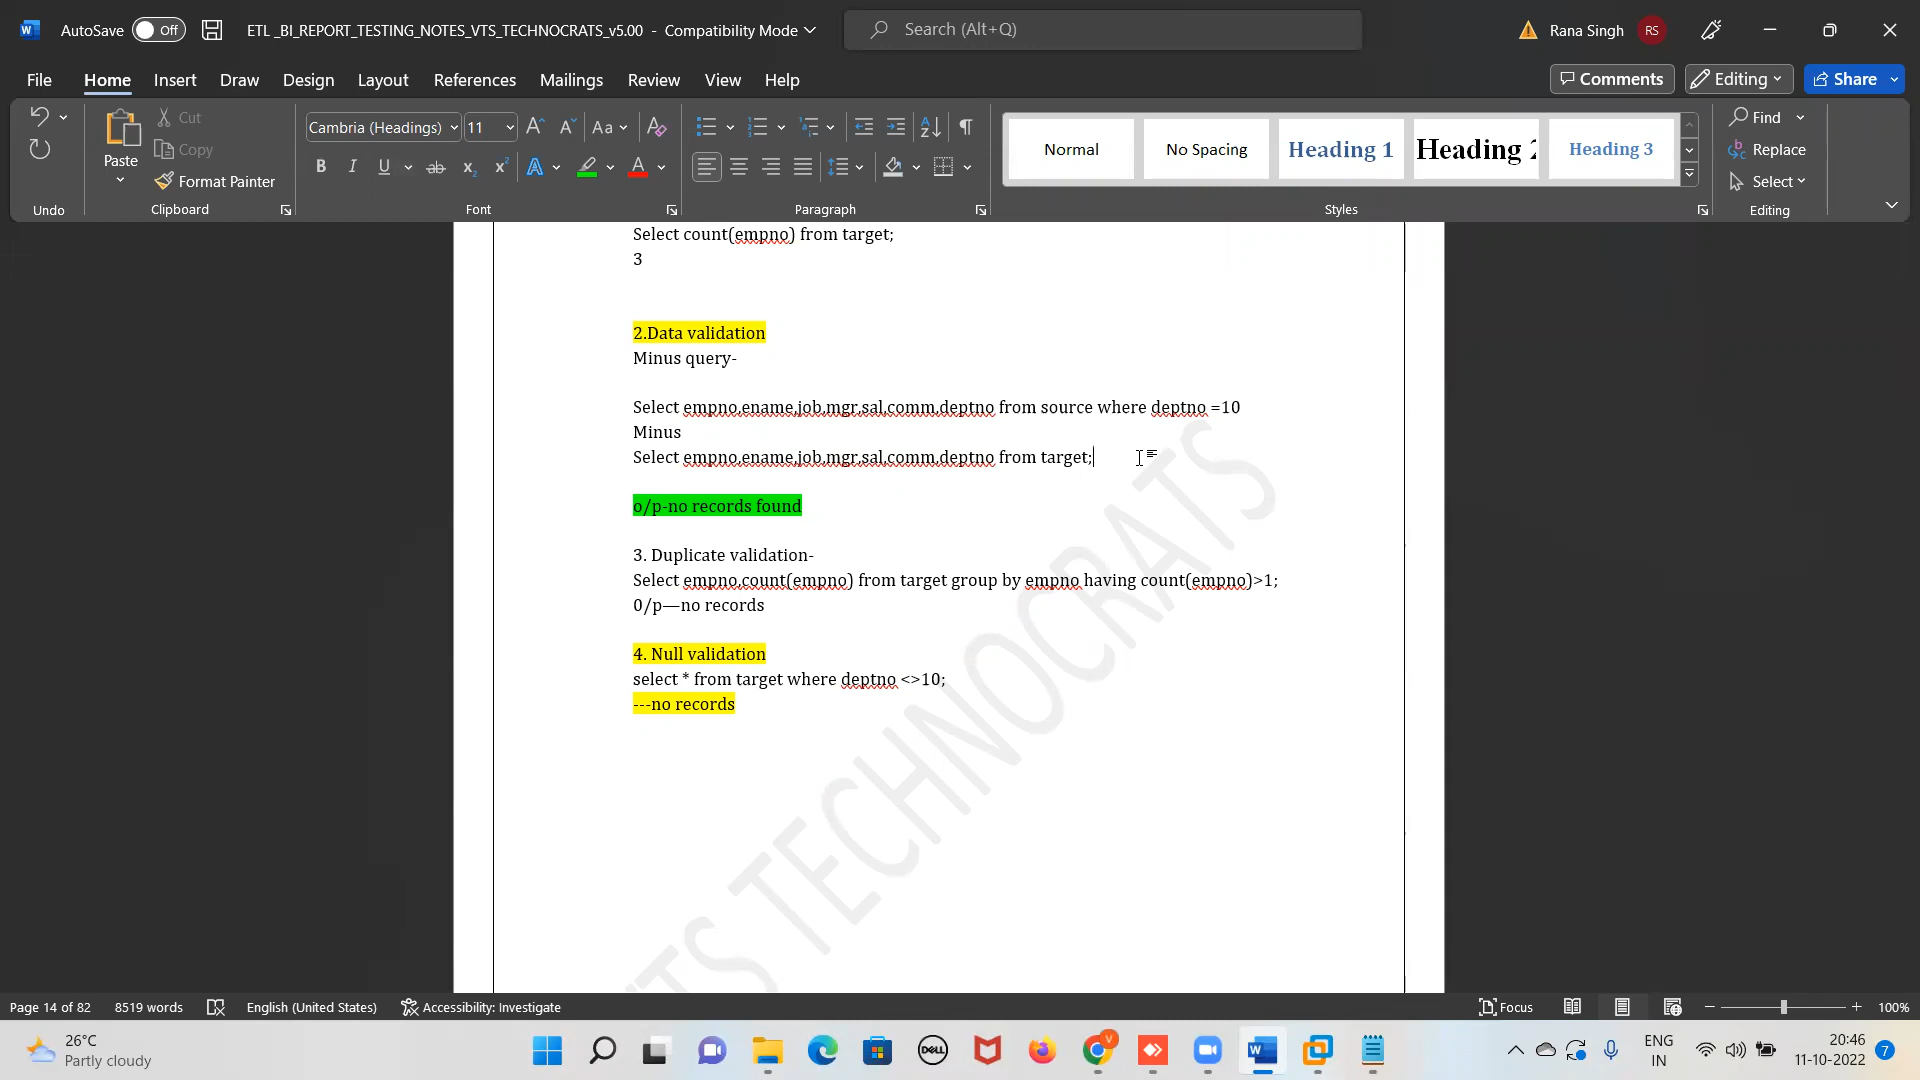 AutoSave
Off
ETL _BI_REPORT_TESTING_NOTES_VTS_TECHNOCRATS_v5.00 - Compatibility Mode
Search (Alt+Q)
Rana Singh
RS
File
Home
Insert
Draw
Design
Layout
References
Mailings
Review
View
Help
Comments
Editing
Share
Undo
Paste
Cut
Copy
Format Painter
Clipboard
Cambria (Headings)
11
Font
Paragraph
Normal
No Spacing
Heading 1
Heading 2
Heading 3
Styles
Find
Replace
Select
Editing
Select count(empno) from target;
3
2.Data validation
Minus query-
Select empno,ename,job,mgr,sal,comm,deptno from source where deptno =10
Minus
Select empno,ename,job,mgr,sal,comm,deptno from target;
o/p-no records found
3. Duplicate validation-
Select empno,count(empno) from target group by empno having count(empno)>1;
0/p—no records
4. Null validation
select * from target where deptno <>10;
---no records
VTS TECHNOCRATS
Page 14 of 82
8519 words
English (United States)
Accessibility: Investigate
Focus
100%
26°C
Partly cloudy
DELL
V
ENG
IN
20:46
11-10-2022
7